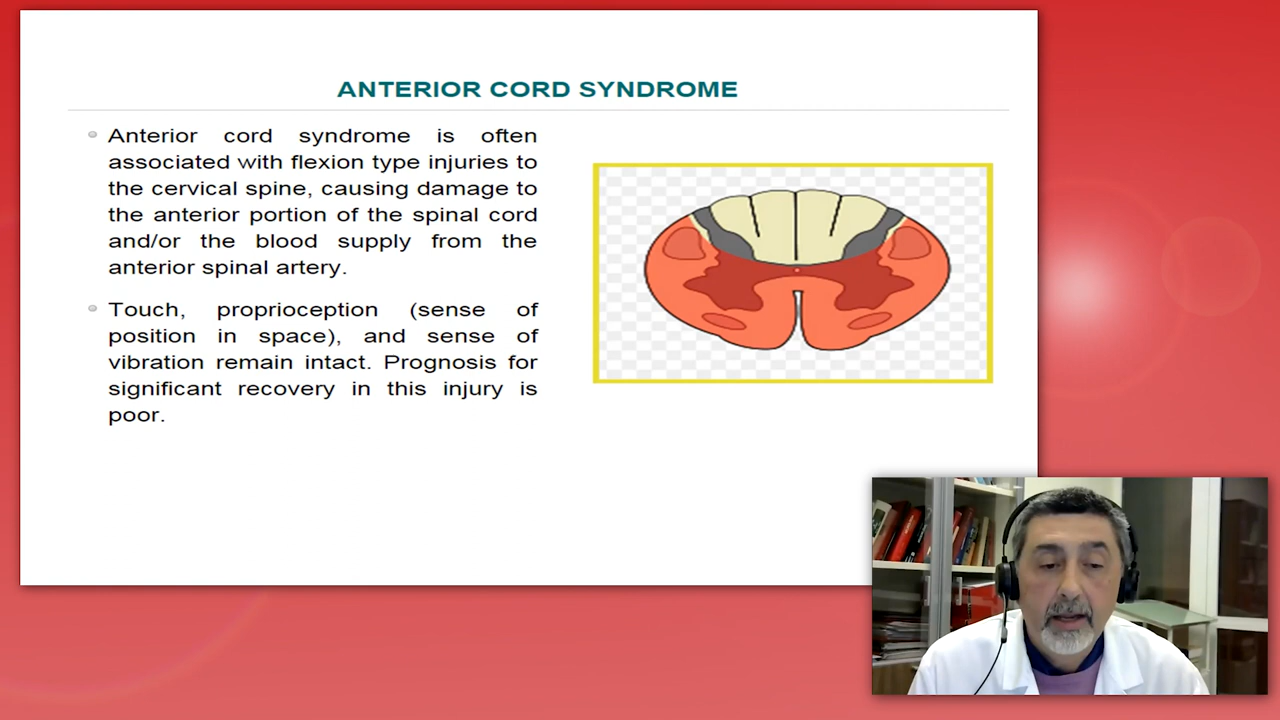 ANTERIOR CORD SYNDROME
Anterior cord syndrome is often
associated with flexion type injuries to
the cervical spine, causing damage to
the anterior portion of the spinal cord
and/or the blood supply from the
anterior spinal artery.
Touch, proprioception (sense of
position in space), and sense of
vibration remain intact. Prognosis for
significant recovery in this injury is
poor.